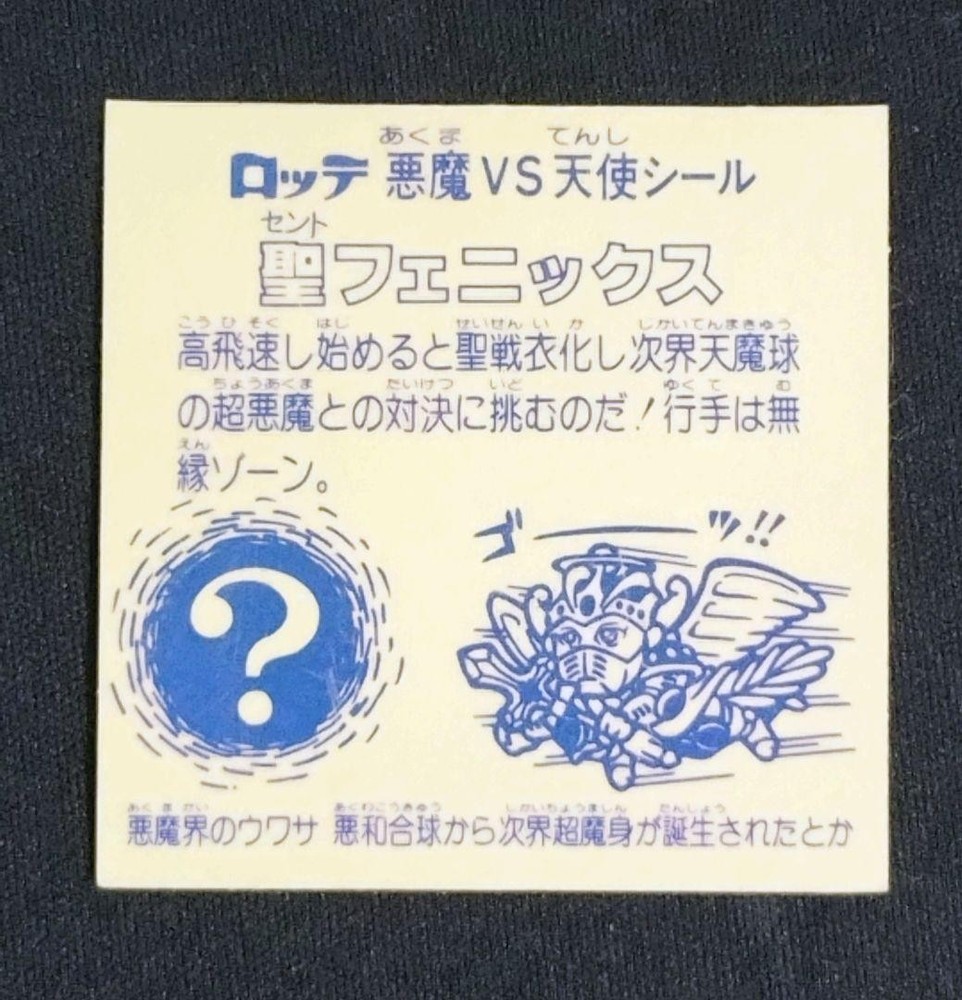 あくま てんし
ロッテ 悪魔VS天使シール
セント
聖フェニックス
こうひそく はじ せいせんいか じかいてんまきゅう
高飛速し始めると聖戦衣化し次界天魔球
ちょうあくま たいけつ いど ゆくて む
の超悪魔との対決に挑むのだ!行手は無
えん
縁ゾーン。
ゴーッ!!
?
あくまかい あくわごうきゅう じかいちょうましん たんじょう
悪魔界のウワサ 悪和合球から次界超魔身が誕生されたとか